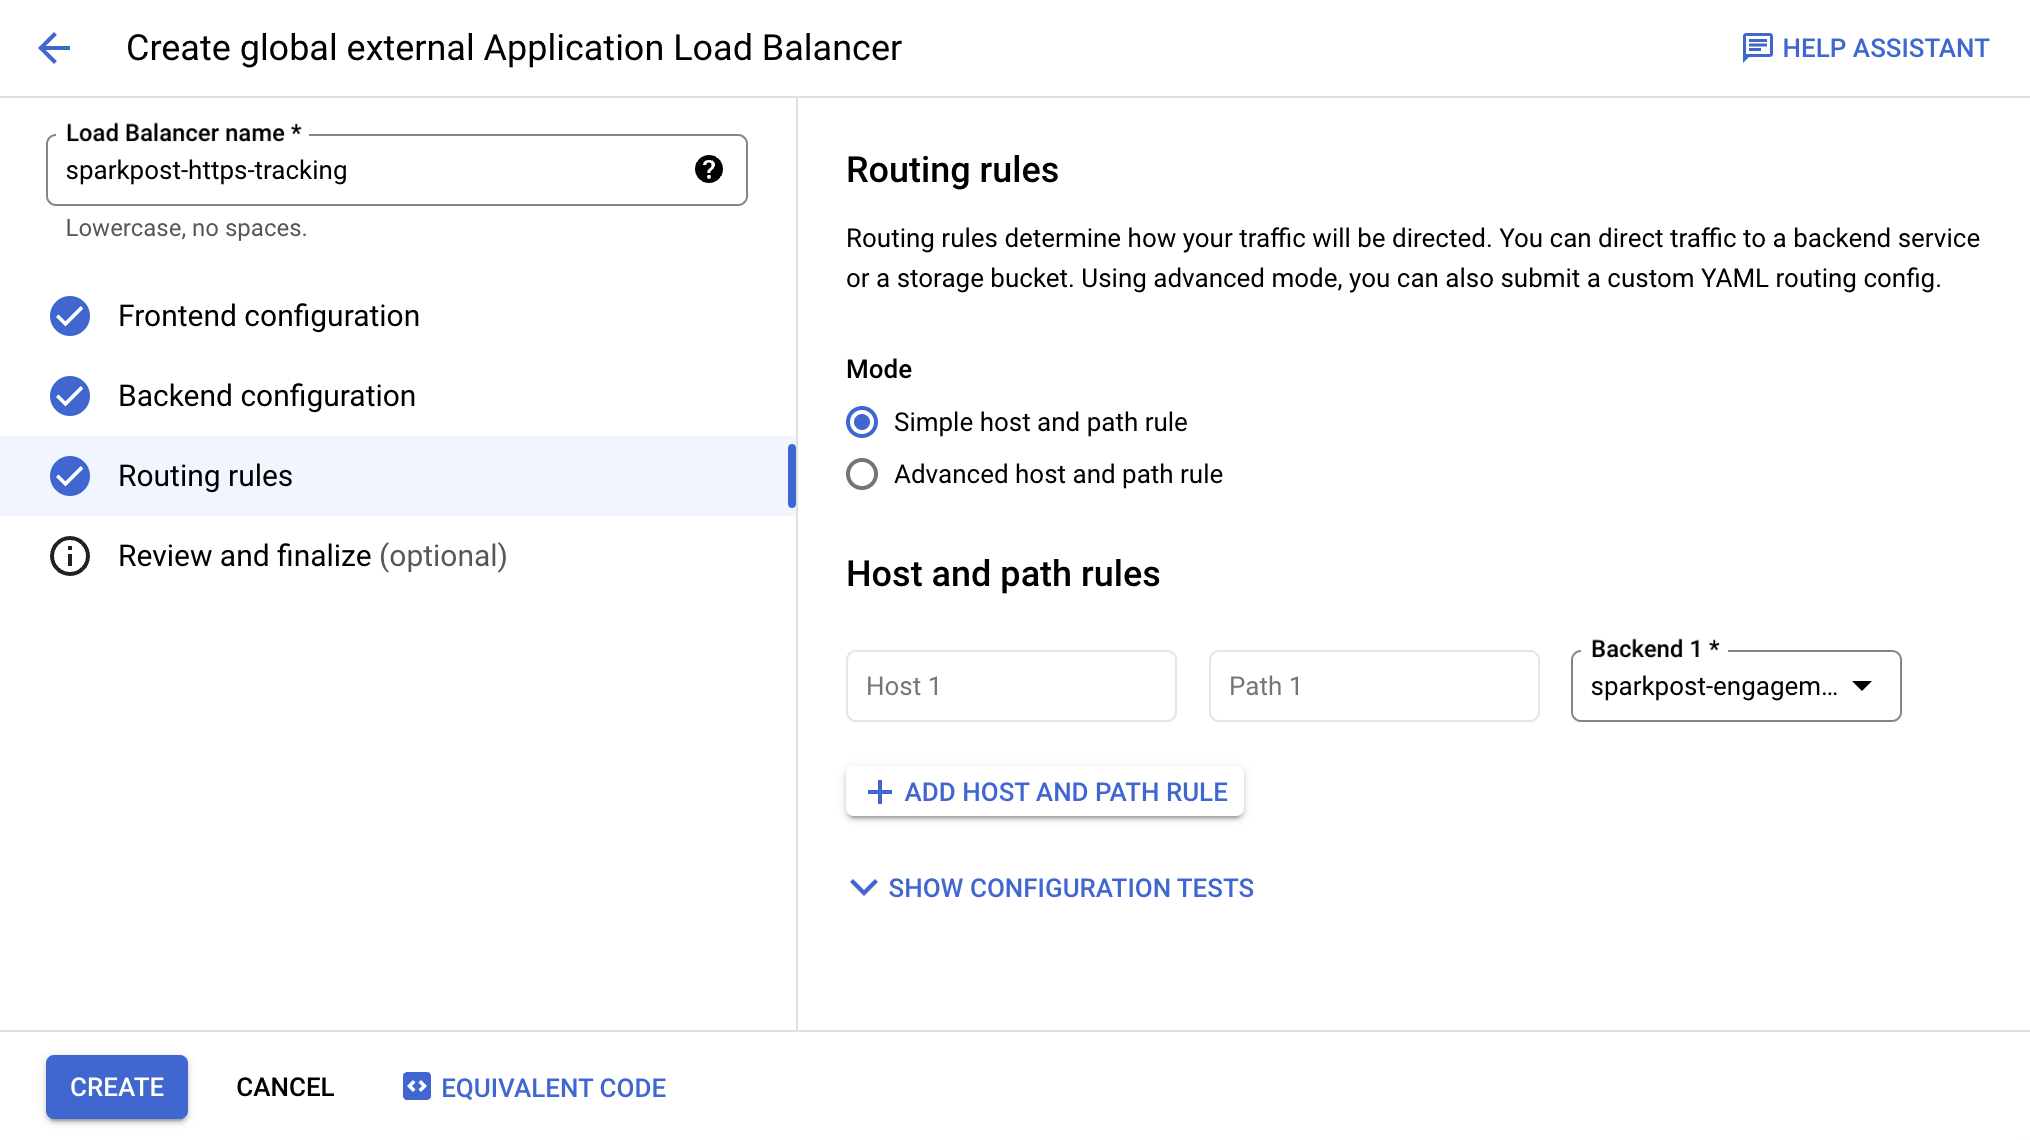 Create global external Application Load Balancer
HELP ASSISTANT
Load Balancer name *
sparkpost-https-tracking
Lowercase, no spaces.
Frontend configuration
Backend configuration
Routing rules
Review and finalize (optional)
Routing rules
Routing rules determine how your traffic will be directed. You can direct traffic to a backend service
or a storage bucket. Using advanced mode, you can also submit a custom YAML routing config.
Mode
Simple host and path rule
Advanced host and path rule
Host and path rules
Host 1
Path 1
Backend 1 *
sparkpost-engagem...
ADD HOST AND PATH RULE
SHOW CONFIGURATION TESTS
CREATE
CANCEL
EQUIVALENT CODE